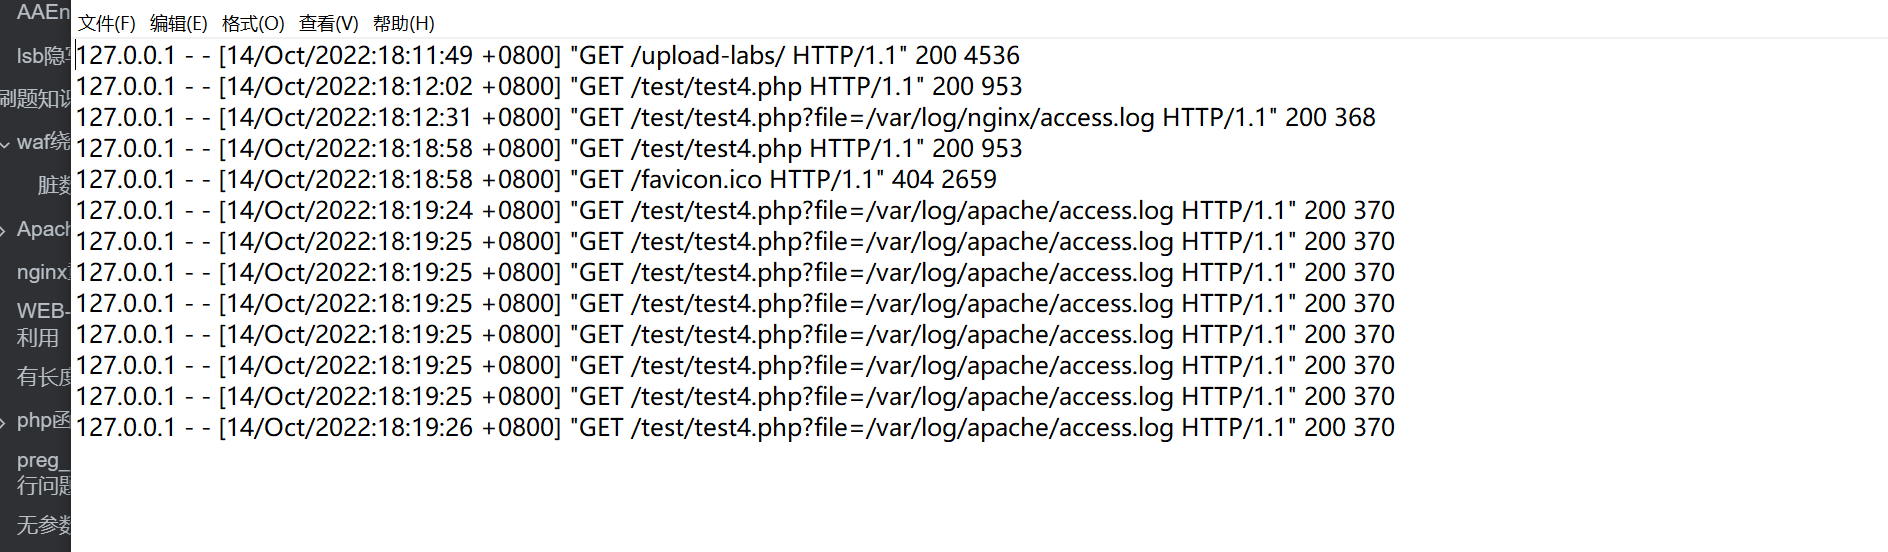 AAEn
lsb隐写
刷题知识
waf绕
脏数
Apach
nginx
WEB-
利用
有长度
php函
preg_
行问题
无参数
文件(F) 编辑(E) 格式(O) 查看(V) 帮助(H)
127.0.0.1 - - [14/Oct/2022:18:11:49 +0800] "GET /upload-labs/ HTTP/1.1" 200 4536
127.0.0.1 - - [14/Oct/2022:18:12:02 +0800] "GET /test/test4.php HTTP/1.1" 200 953
127.0.0.1 - - [14/Oct/2022:18:12:31 +0800] "GET /test/test4.php?file=/var/log/nginx/access.log HTTP/1.1" 200 368
127.0.0.1 - - [14/Oct/2022:18:18:58 +0800] "GET /test/test4.php HTTP/1.1" 200 953
127.0.0.1 - - [14/Oct/2022:18:18:58 +0800] "GET /favicon.ico HTTP/1.1" 404 2659
127.0.0.1 - - [14/Oct/2022:18:19:24 +0800] "GET /test/test4.php?file=/var/log/apache/access.log HTTP/1.1" 200 370
127.0.0.1 - - [14/Oct/2022:18:19:25 +0800] "GET /test/test4.php?file=/var/log/apache/access.log HTTP/1.1" 200 370
127.0.0.1 - - [14/Oct/2022:18:19:25 +0800] "GET /test/test4.php?file=/var/log/apache/access.log HTTP/1.1" 200 370
127.0.0.1 - - [14/Oct/2022:18:19:25 +0800] "GET /test/test4.php?file=/var/log/apache/access.log HTTP/1.1" 200 370
127.0.0.1 - - [14/Oct/2022:18:19:25 +0800] "GET /test/test4.php?file=/var/log/apache/access.log HTTP/1.1" 200 370
127.0.0.1 - - [14/Oct/2022:18:19:25 +0800] "GET /test/test4.php?file=/var/log/apache/access.log HTTP/1.1" 200 370
127.0.0.1 - - [14/Oct/2022:18:19:25 +0800] "GET /test/test4.php?file=/var/log/apache/access.log HTTP/1.1" 200 370
127.0.0.1 - - [14/Oct/2022:18:19:26 +0800] "GET /test/test4.php?file=/var/log/apache/access.log HTTP/1.1" 200 370